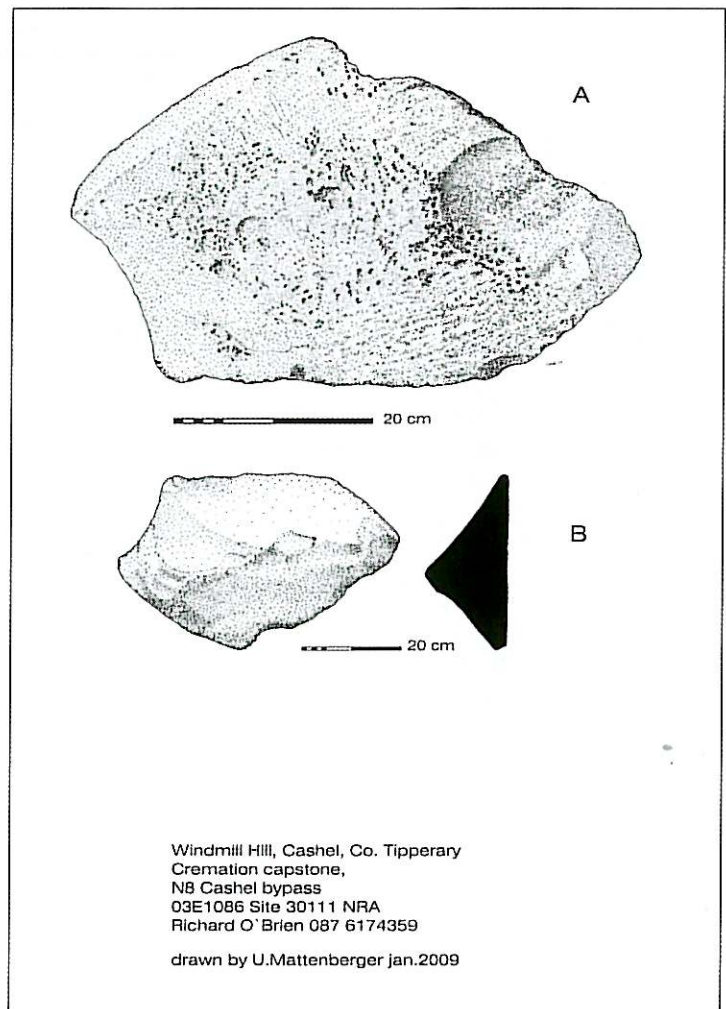 A
20 cm
B
20 cm
Windmill Hill, Cashel, Co. Tipperary
Cremation capstone,
N8 Cashel bypass
03E1086 Site 30111 NRA
Richard O`Brien 087 6174359
drawn by U.Mattenberger jan.2009